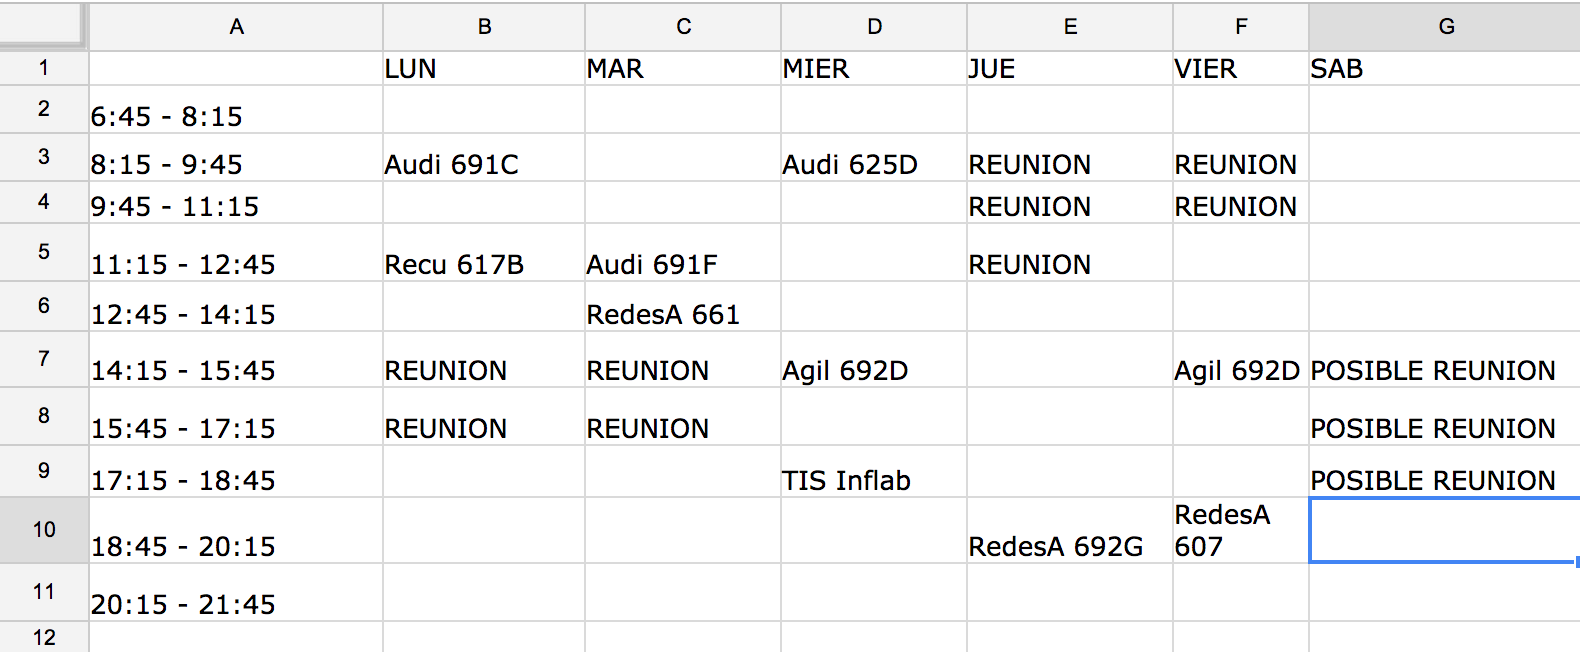 A B C D E F G
1 LUN MAR MIER JUE VIER SAB
2 6:45 - 8:15
3 8:15 - 9:45 Audi 691C Audi 625D REUNION REUNION
4 9:45 - 11:15 REUNION REUNION
5 11:15 - 12:45 Recu 617B Audi 691F REUNION
6 12:45 - 14:15 RedesA 661
7 14:15 - 15:45 REUNION REUNION Agil 692D Agil 692D POSIBLE REUNION
8 15:45 - 17:15 REUNION REUNION POSIBLE REUNION
9 17:15 - 18:45 TIS Inflab POSIBLE REUNION
10 18:45 - 20:15 RedesA 692G RedesA
607
11 20:15 - 21:45
12